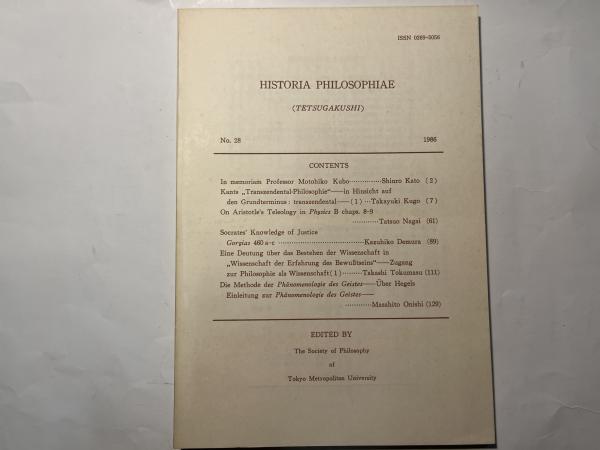 ISSN 0289-5056
HISTORIA PHILOSOPHIAE
(TETSUGAKUSHI)
No. 28 1986
CONTENTS
In memoriam Professor Motohiko Kubo……………Shinro Kato (2)
Kants „Transzendental-Philosophie“——in Hinsicht auf
den Grundterminus: transzendental——(1)…Takayuki Kugo (7)
On Aristotle's Teleology in Physics B chaps. 8-9
…………Tatsuo Nagai (61)
Socrates' Knowledge of Justice
Gorgias 460 a-c ……………………………Kazuhiko Demura (89)
Eine Deutung über das Bestehen der Wissenschaft in
„Wissenschaft der Erfahrung des Bewußtseins“——Zugang
zur Philosophie als Wissenschaft(1)………Takashi Tokumasu (111)
Die Methode der Phänomenologie des Geistes——Über Hegels
Einleitung zur Phänomenologie des Geistes——
…………Masahito Onishi (129)
EDITED BY
The Society of Philosophy
of
Tokyo Metropolitan University